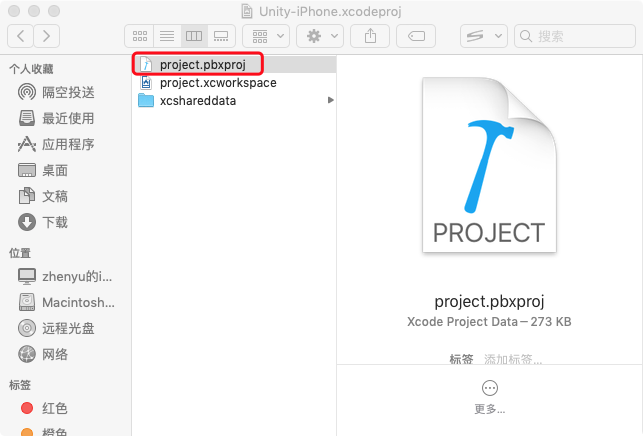 Unity-iPhone.xcodeproj
搜索
个人收藏
隔空投送
最近使用
应用程序
桌面
文稿
下载
位置
zhenyu的i...
Macintosh...
远程光盘
网络
标签
红色
橙色
project.pbxproj
project.xcworkspace
xcshareddata
PROJECT
project.pbxproj
Xcode Project Data — 273 KB
标签 添加标签...
更多...